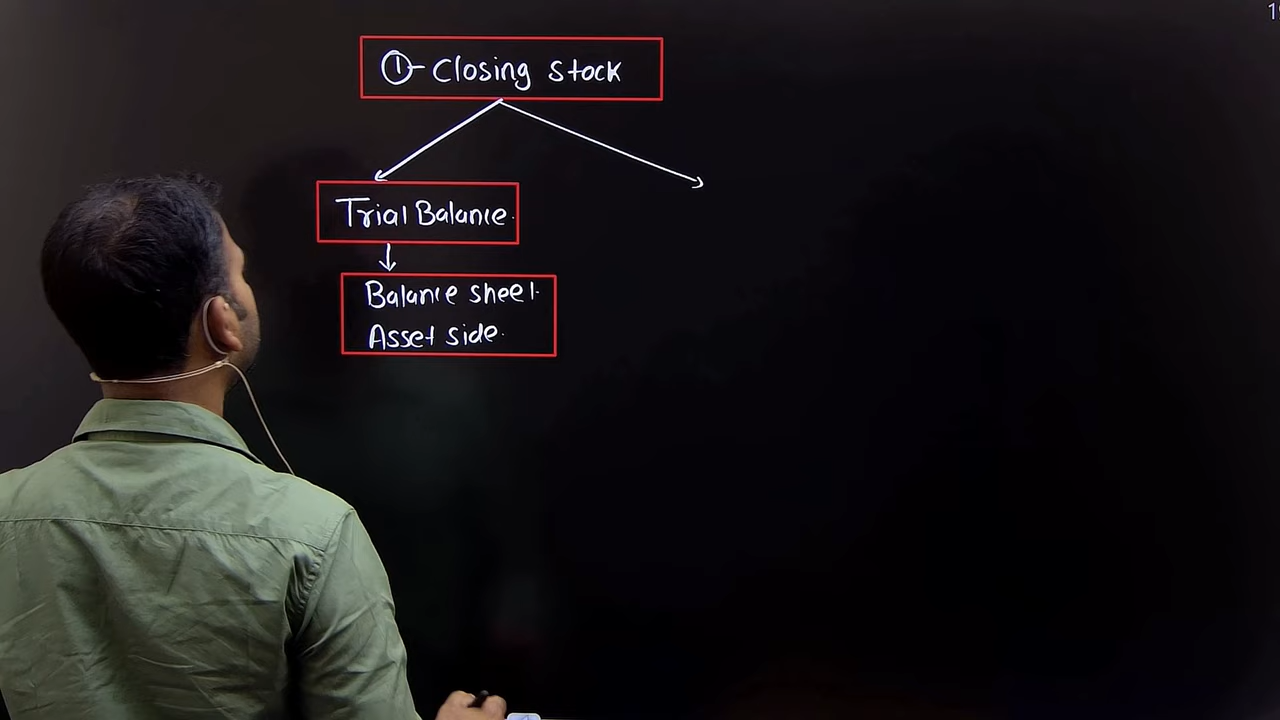 ①- Closing Stock
Trial Balance.
Balance sheet.
Asset side.